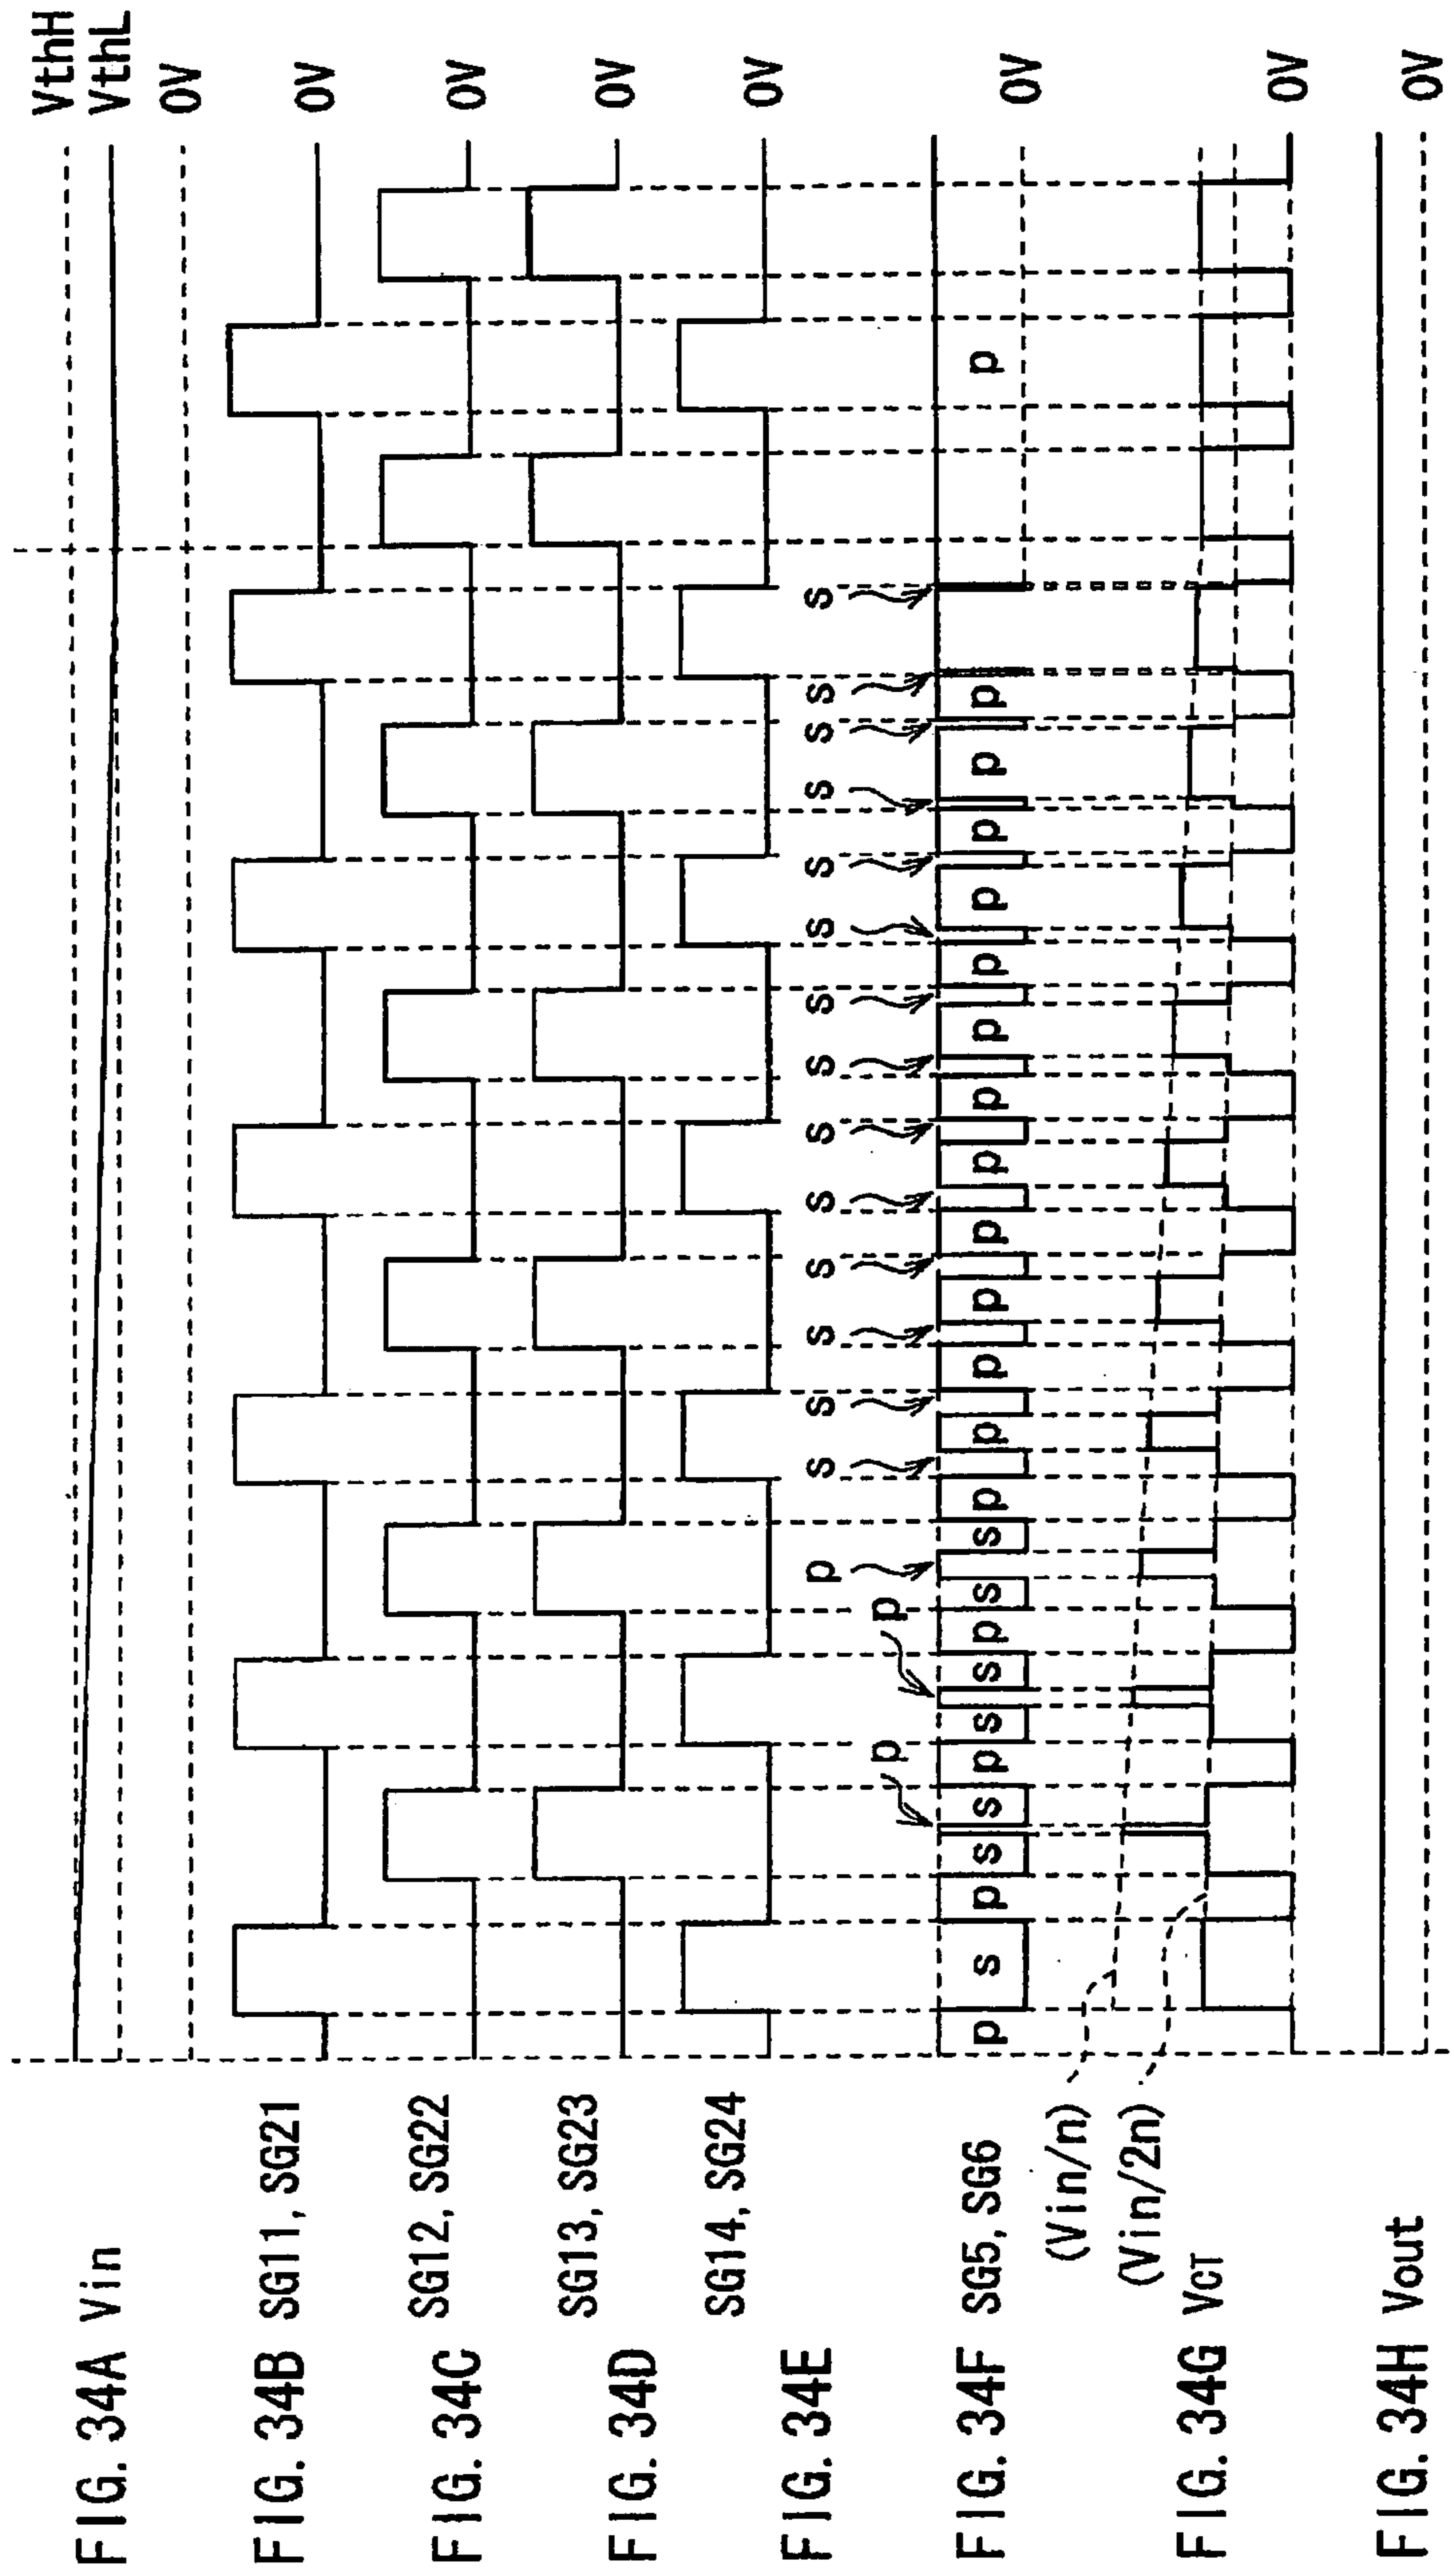 VthH
FIG. 34A Vin VthL
0V
FIG. 34B SG11, SG21 0V
FIG. 34C SG12, SG22 0V
FIG. 34D SG13, SG23 0V
FIG. 34E SG14, SG24 0V
p s s s s s s s s s s s s s s
p p
FIG. 34F SG5, SG6 p s p s s p s s p s s p p p p p p p p p p p p p p 0V
(Vin/n)
(Vin/2n)
FIG. 34G VCT 0V
FIG. 34H Vout 0V